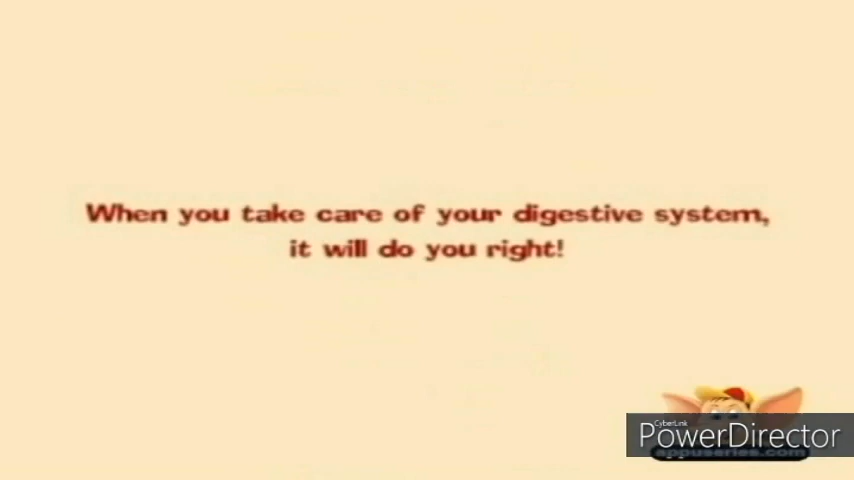 When you take care of your digestive system,
it will do you right!
CyberLink
PowerDirector
appuseries.com